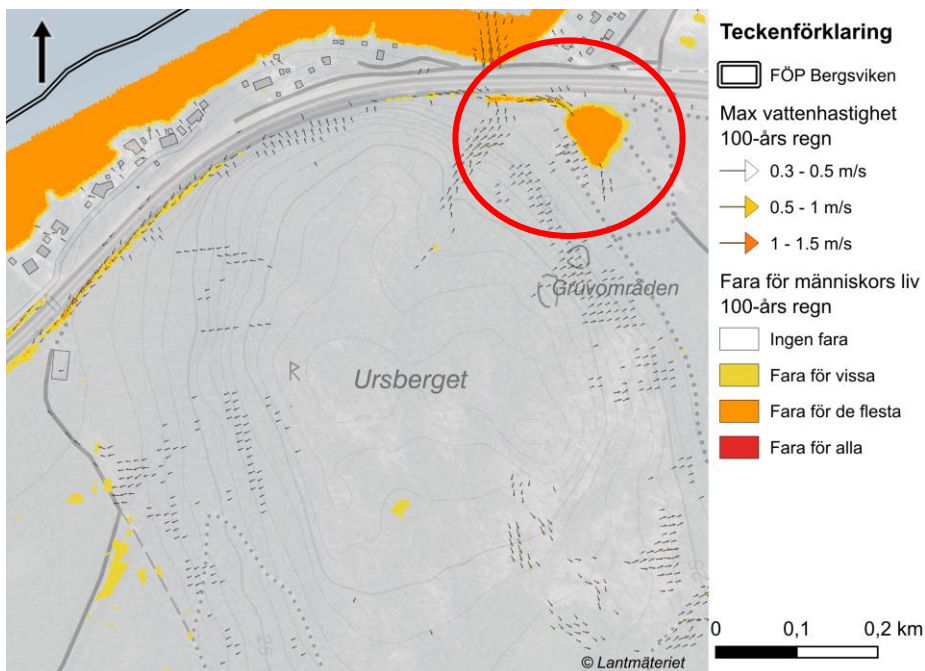 Teckenförklaring
FÖP Bergsviken
Max vattenhastighet
100-års regn
0.3 - 0.5 m/s
0.5 - 1 m/s
1 - 1.5 m/s
Fara för människors liv
100-års regn
Ingen fara
Fara för vissa
Fara för de flesta
Fara för alla
Gruvområden
R
Ursberget
25
25
© Lantmäteriet
0 0,1 0,2 km